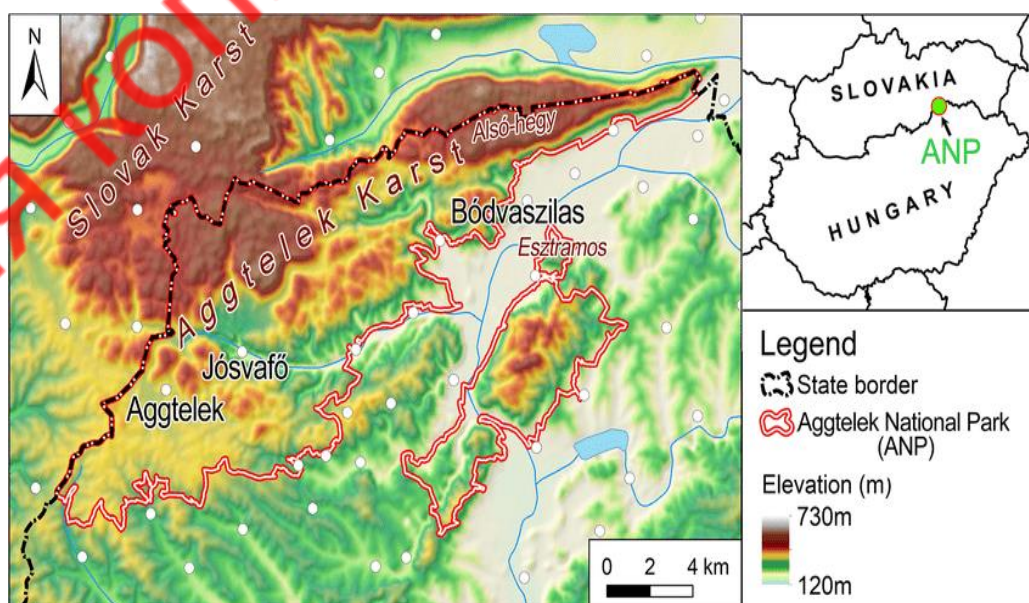 N
Slovak Karst
Alsó-hegy
Aggtelek Karst
Bódvaszilas
Esztramos
Jósvafő
Aggtelek
0 2 4 km
SLOVAKIA
ANP
HUNGARY
Legend
State border
Aggtelek National Park
(ANP)
Elevation (m)
730m
120m